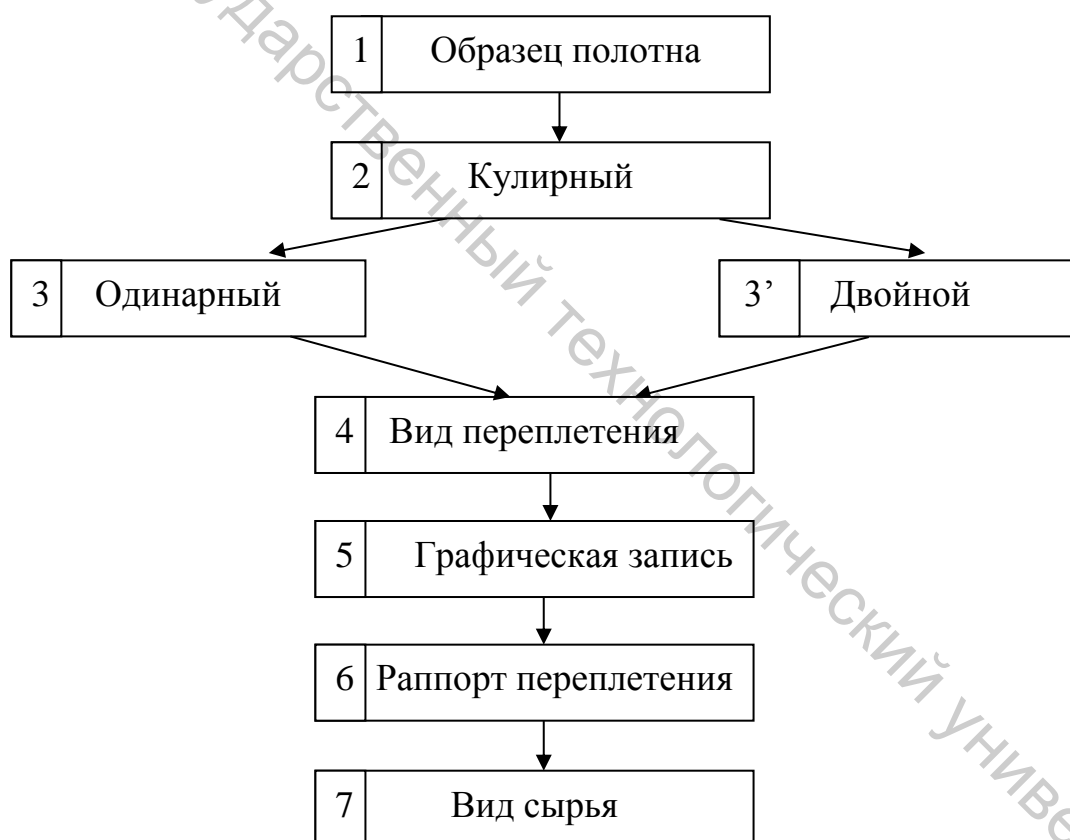 1 Образец полотна
2 Кулирный
3 Одинарный
3’ Двойной
4 Вид переплетения
5 Графическая запись
6 Раппорт переплетения
7 Вид сырья
технологический